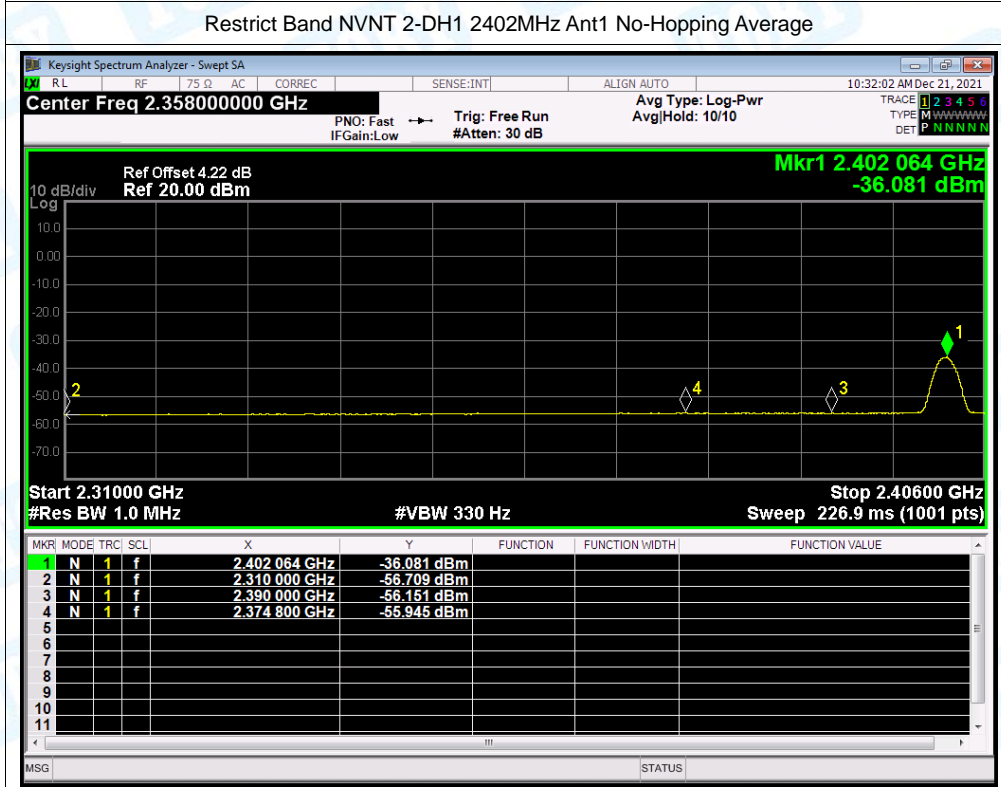 Restrict Band NVNT 2-DH1 2402MHz Ant1 No-Hopping Average
Keysight Spectrum Analyzer - Swept SA
LXI RL RF 75 Ω AC CORREC SENSE:INT ALIGN AUTO 10:32:02 AM Dec 21, 2021
Center Freq 2.358000000 GHz
PNO: Fast
IFGain:Low
Trig: Free Run
#Atten: 30 dB
Avg Type: Log-Pwr
Avg|Hold: 10/10
TRACE 1 2 3 4 5 6
TYPE M W W W W W
DET P N N N N N
Mkr1 2.402 064 GHz
-36.081 dBm
Ref Offset 4.22 dB
10 dB/div Ref 20.00 dBm
Log
10.0
0.00
-10.0
-20.0
-30.0
-40.0
-50.0
-60.0
-70.0
2
4
3
1
Start 2.31000 GHz Stop 2.40600 GHz
#Res BW 1.0 MHz #VBW 330 Hz Sweep 226.9 ms (1001 pts)
MKR MODE TRC SCL X Y FUNCTION FUNCTION WIDTH FUNCTION VALUE
1 N 1 f 2.402 064 GHz -36.081 dBm
2 N 1 f 2.310 000 GHz -56.709 dBm
3 N 1 f 2.390 000 GHz -56.151 dBm
4 N 1 f 2.374 800 GHz -55.945 dBm
5
6
7
8
9
10
11
MSG STATUS